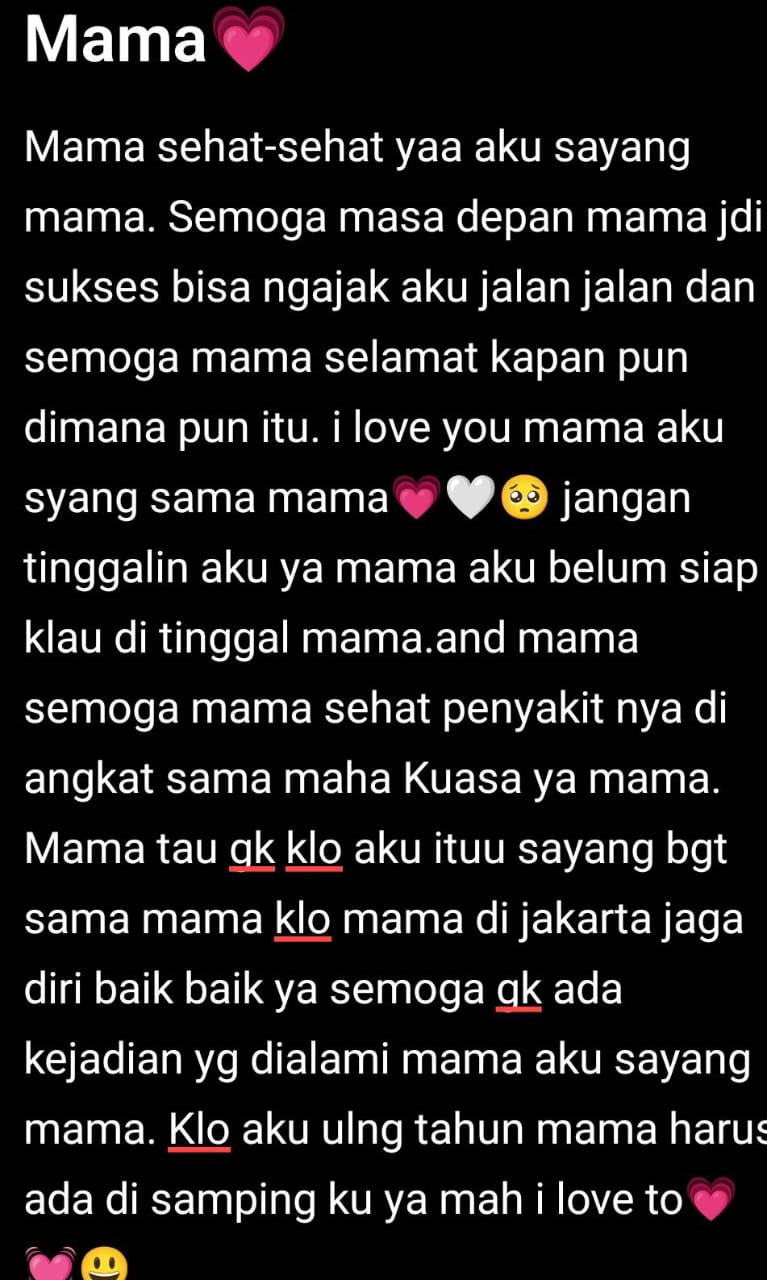 Mama💗
Mama sehat-sehat yaa aku sayang
mama. Semoga masa depan mama jdi
sukses bisa ngajak aku jalan jalan dan
semoga mama selamat kapan pun
dimana pun itu. i love you mama aku
syang sama mama💗🤍🥺 jangan
tinggalin aku ya mama aku belum siap
klau di tinggal mama.and mama
semoga mama sehat penyakit nya di
angkat sama maha Kuasa ya mama.
Mama tau gk klo aku ituu sayang bgt
sama mama klo mama di jakarta jaga
diri baik baik ya semoga gk ada
kejadian yg dialami mama aku sayang
mama. Klo aku ulng tahun mama harus
ada di samping ku ya mah i love to💗
💓😃